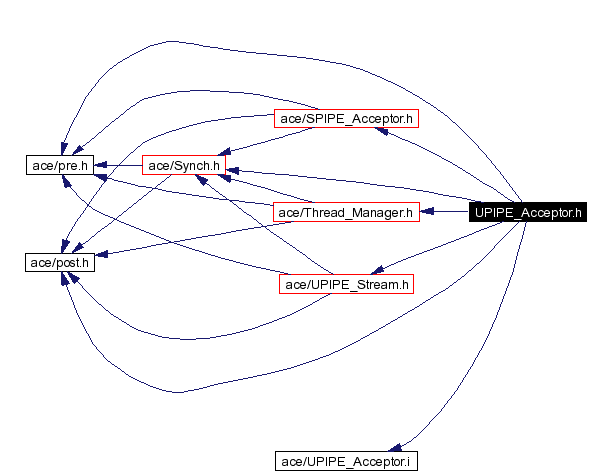 ace/SPIPE_Acceptor.h
ace/pre.h
ace/Synch.h
ace/Thread_Manager.h
UPIPE_Acceptor.h
ace/post.h
ace/UPIPE_Stream.h
ace/UPIPE_Acceptor.i